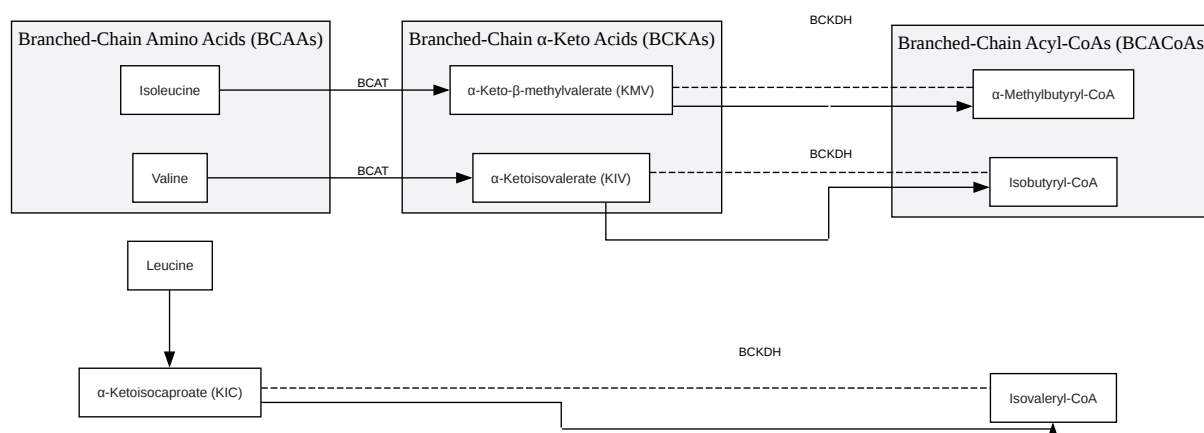 BCKDH
Branched-Chain Amino Acids (BCAAs)
Branched-Chain α-Keto Acids (BCKAs)
Branched-Chain Acyl-CoAs (BCACoAs
Isoleucine
BCAT
α-Keto-β-methylvalerate (KMV)
α-Methylbutyryl-CoA
BCKDH
Valine
BCAT
α-Ketoisovalerate (KIV)
Isobutyryl-CoA
Leucine
BCKDH
α-Ketoisocaproate (KIC)
Isovaleryl-CoA